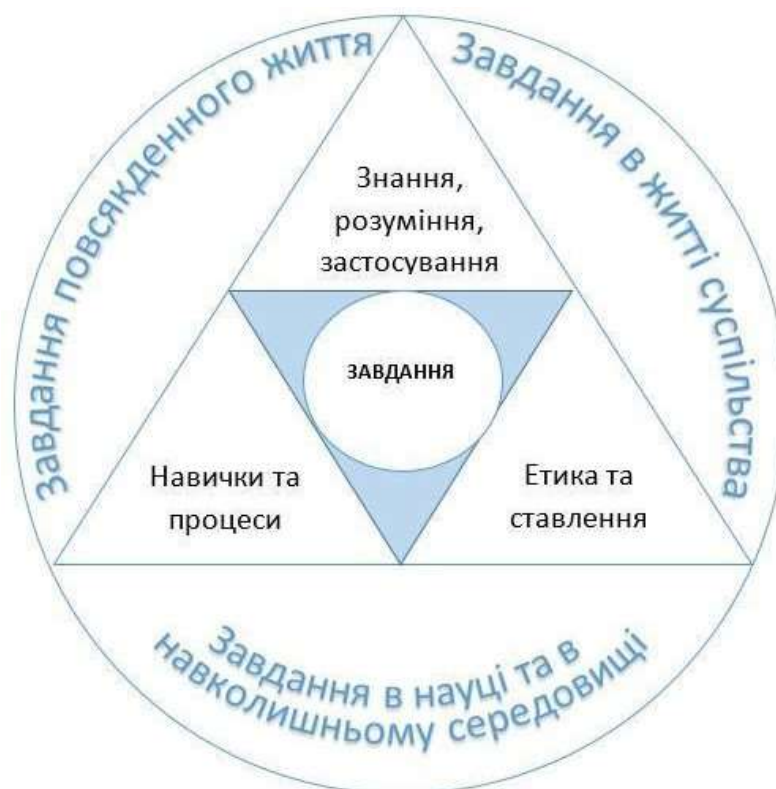 Завдання повсякденного життя
Завдання в житті суспільства
Знання,
розуміння,
застосування
ЗАВДАННЯ
Навички та
процеси
Етика та
ставлення
Завдання в науці та в
навколишньому середовищі